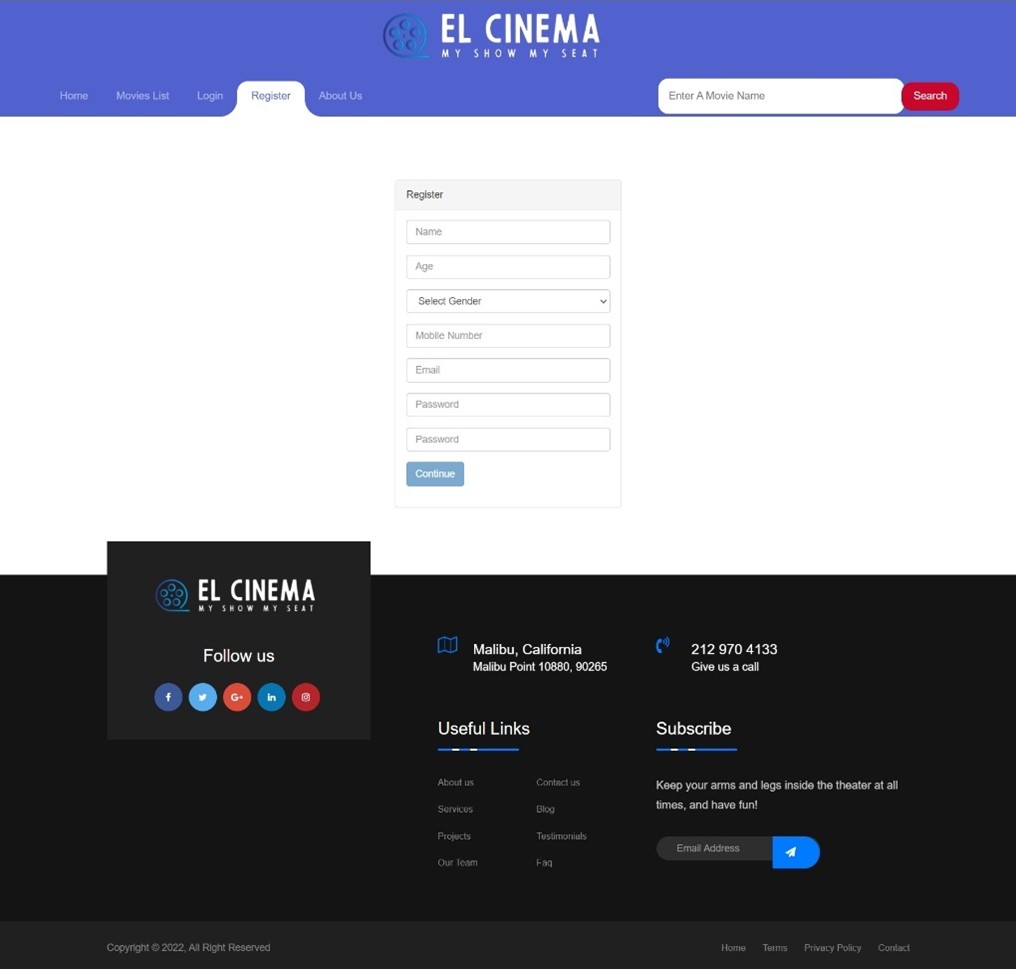 EL CINEMA
MY SHOW MY SEAT
Home
Movies List
Login
Register
About Us
Enter A Movie Name
Search
Register
Name
Age
Select Gender
Mobile Number
Email
Password
Password
Continue
EL CINEMA
MY SHOW MY SEAT
Follow us
f
G+
in
Malibu, California
Malibu Point 10880, 90265
212 970 4133
Give us a call
Useful Links
About us
Contact us
Services
Blog
Projects
Testimonials
Our Team
Faq
Subscribe
Keep your arms and legs inside the theater at all
times, and have fun!
Email Address
Copyright © 2022, All Right Reserved
Home
Terms
Privacy Policy
Contact